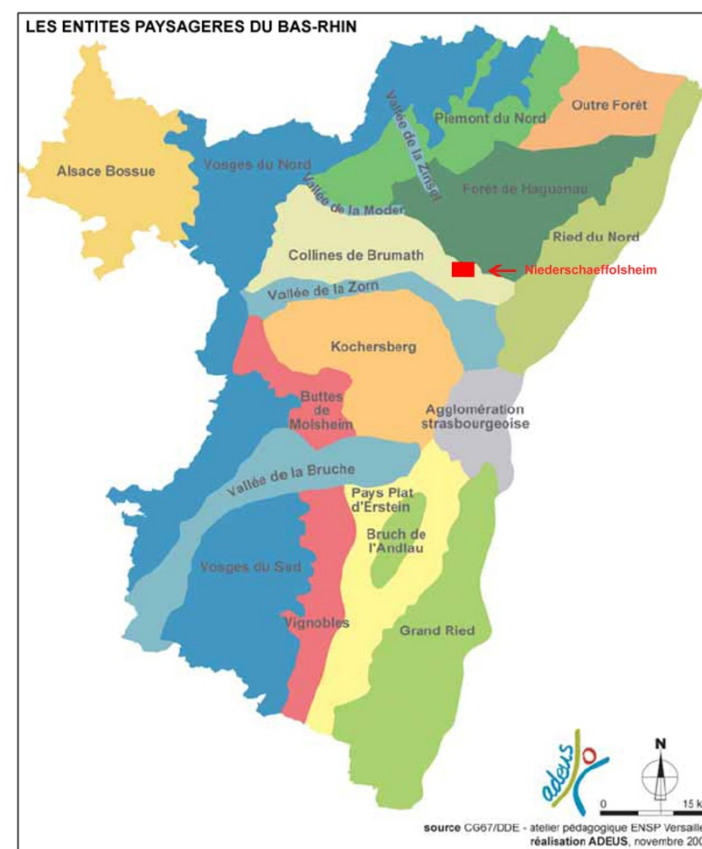 LES ENTITES PAYSAGERES DU BAS-RHIN
Outre Forêt
Piémont du Nord
Vallée de la Zinsel
Alsace Bossue
Vosges du Nord
Forêt de Haguenau
Vallée de la Moder
Ried du Nord
Collines de Brumath
Niederschaeffolsheim
Vallée de la Zorn
Kochersberg
Buttes
de
Molsheim
Agglomération
strasbourgeoise
Vallée de la Bruche
Pays Plat
d'Erstein
Bruch de
l'Andlau
Vosges du Sud
Vignobles
Grand Ried
adeus
N
0 15 k
source CG67/DDE - atelier pédagogique ENSP Versaille
réalisation ADEUS, novembre 200